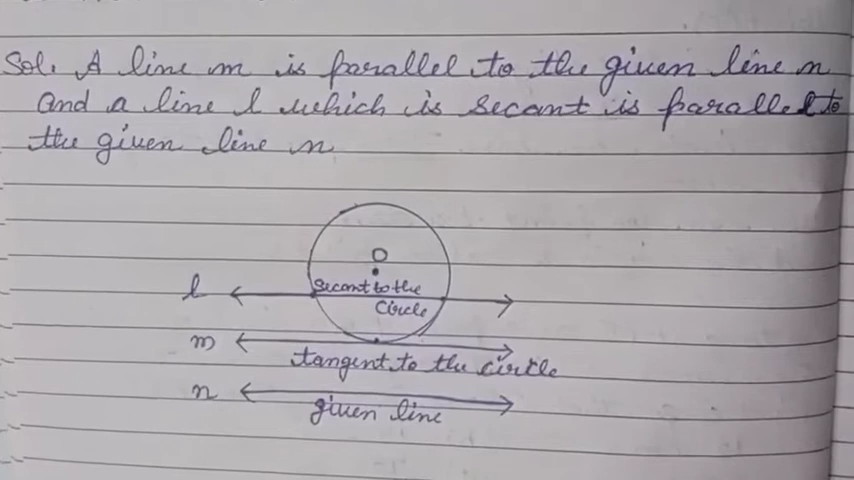 Sol. A line m is parallel to the given line n
and a line l which is secant is parallel to
the given line n
O
l secant to the
circle
m
tangent to the circle
n
given line